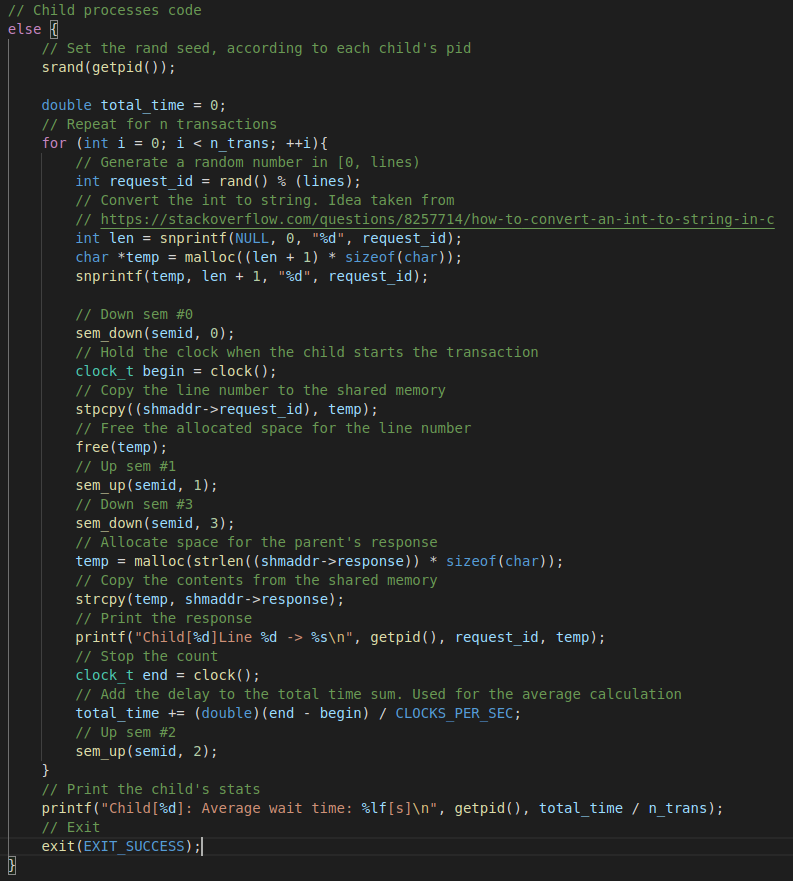 // Child processes code
else {
    // Set the rand seed, according to each child's pid
    srand(getpid());

    double total_time = 0;
    // Repeat for n transactions
    for (int i = 0; i < n_trans; ++i){
        // Generate a random number in [0, lines)
        int request_id = rand() % (lines);
        // Convert the int to string. Idea taken from
        // https://stackoverflow.com/questions/8257714/how-to-convert-an-int-to-string-in-c
        int len = snprintf(NULL, 0, "%d", request_id);
        char *temp = malloc((len + 1) * sizeof(char));
        snprintf(temp, len + 1, "%d", request_id);

        // Down sem #0
        sem_down(semid, 0);
        // Hold the clock when the child starts the transaction
        clock_t begin = clock();
        // Copy the line number to the shared memory
        stpcpy((shmaddr->request_id), temp);
        // Free the allocated space for the line number
        free(temp);
        // Up sem #1
        sem_up(semid, 1);
        // Down sem #3
        sem_down(semid, 3);
        // Allocate space for the parent's response
        temp = malloc(strlen((shmaddr->response)) * sizeof(char));
        // Copy the contents from the shared memory
        strcpy(temp, shmaddr->response);
        // Print the response
        printf("Child[%d]Line %d -> %s\n", getpid(), request_id, temp);
        // Stop the count
        clock_t end = clock();
        // Add the delay to the total time sum. Used for the average calculation
        total_time += (double)(end - begin) / CLOCKS_PER_SEC;
        // Up sem #2
        sem_up(semid, 2);
    }
    // Print the child's stats
    printf("Child[%d]: Average wait time: %lf[s]\n", getpid(), total_time / n_trans);
    // Exit
    exit(EXIT_SUCCESS);
}